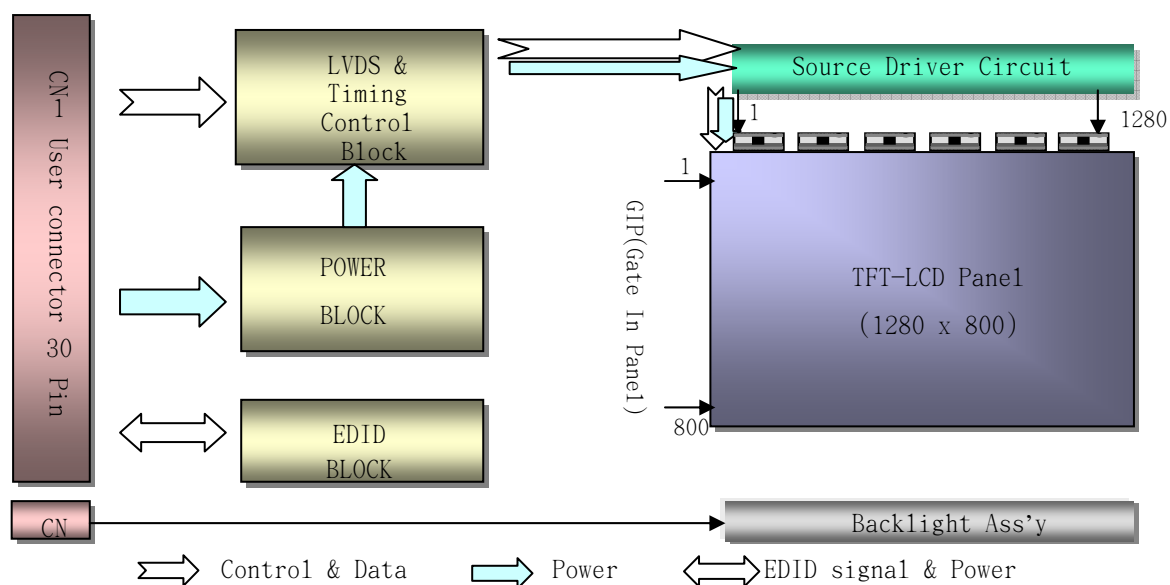 CN-1 User connector 30 Pin
LVDS &
Timing
Control
Block
Source Driver Circuit
1
1280
POWER
BLOCK
1
GIP(Gate In Panel)
800
TFT-LCD Panel
(1280 x 800)
EDID
BLOCK
CN
Backlight Ass'y
Control & Data
Power
EDID signal & Power